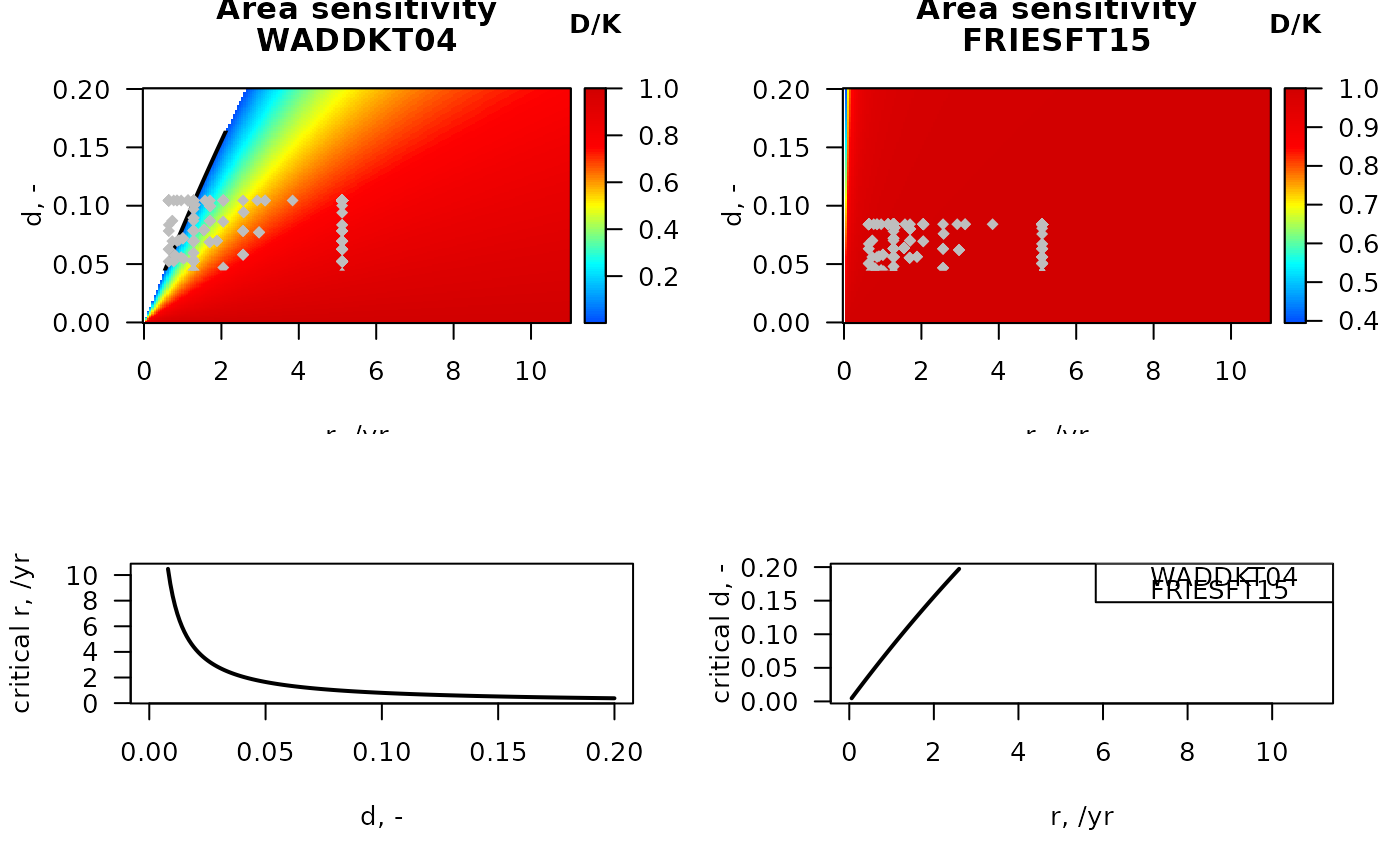 Area sensitivity
WADDKT04
D/K
0.20
0.15
0.10
0.05
0.00
d, -
0 2 4 6 8 10
r, /yr
1.0
0.8
0.6
0.4
0.2
Area sensitivity
FRIESFT15
D/K
0.20
0.15
0.10
0.05
0.00
d, -
0 2 4 6 8 10
r, /yr
1.0
0.9
0.8
0.7
0.6
0.5
0.4
critical r, /yr
10
8
6
4
2
0
0.00 0.05 0.10 0.15 0.20
d, -
critical d, -
0.20
0.15
0.10
0.05
0.00
WADDKT04
FRIESFT15
0 2 4 6 8 10
r, /yr